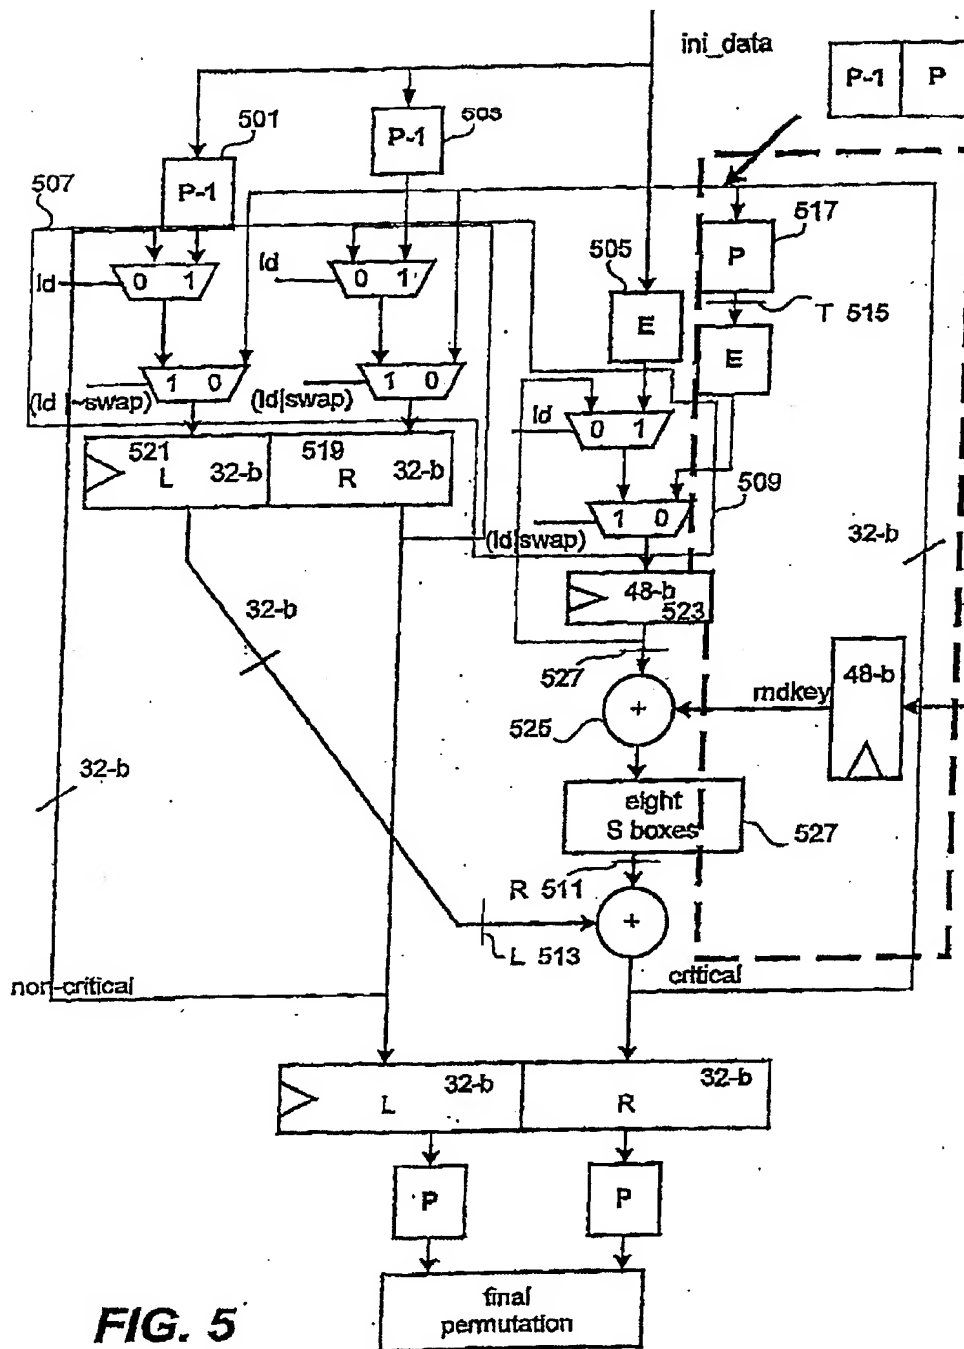 ini_data
P-1 P
501
P-1
503
P-1
507
517
P
505
E
T 515
E
ld
0 1
ld
0 1
(ld|~swap)
1 0
(ld|swap)
1 0
ld
0 1
509
1 0
(ld|swap)
521
L
32-b
519
R
32-b
32-b
48-b
523
32-b
527
+
525
mdkey
48-b
32-b
eight
S boxes
527
R 511
+
L 513
non-critical
critical
32-b
L
32-b
R
P
P
final
permutation
FIG. 5